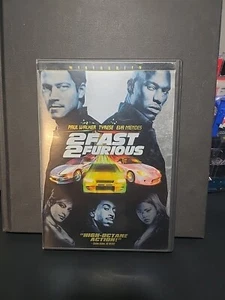 WIDESCREEN
PAUL WALKER TYRESE EVA MENDES
2FAST
2FURIOUS
"HIGH-OCTANE
ACTION!"